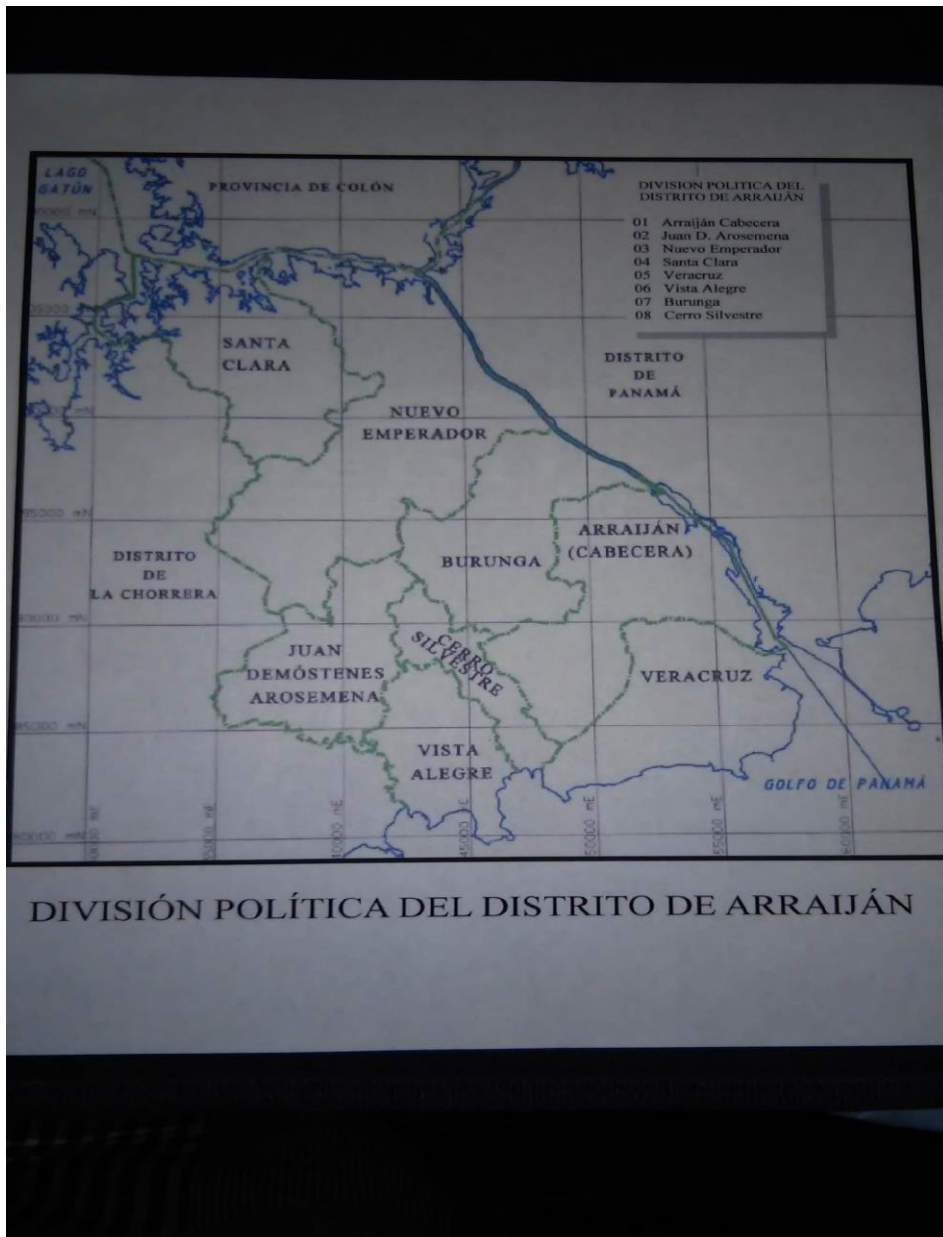 LAGO
GATÚN
PROVINCIA DE COLÓN
DIVISION POLITICA DEL
DISTRITO DE ARRAIJÁN
01 Arraiján Cabecera
02 Juan D. Arosemena
03 Nuevo Emperador
04 Santa Clara
05 Veracruz
06 Vista Alegre
07 Burunga
08 Cerro Silvestre
SANTA
CLARA
DISTRITO
DE
PANAMÁ
NUEVO
EMPERADOR
ARRAIJÁN
(CABECERA)
BURUNGA
DISTRITO
DE
LA CHORRERA
CERRO
SILVESTRE
JUAN
DEMÓSTENES
AROSEMENA
VERACRUZ
VISTA
ALEGRE
GOLFO DE PANAMÁ
DIVISIÓN POLÍTICA DEL DISTRITO DE ARRAIJÁN